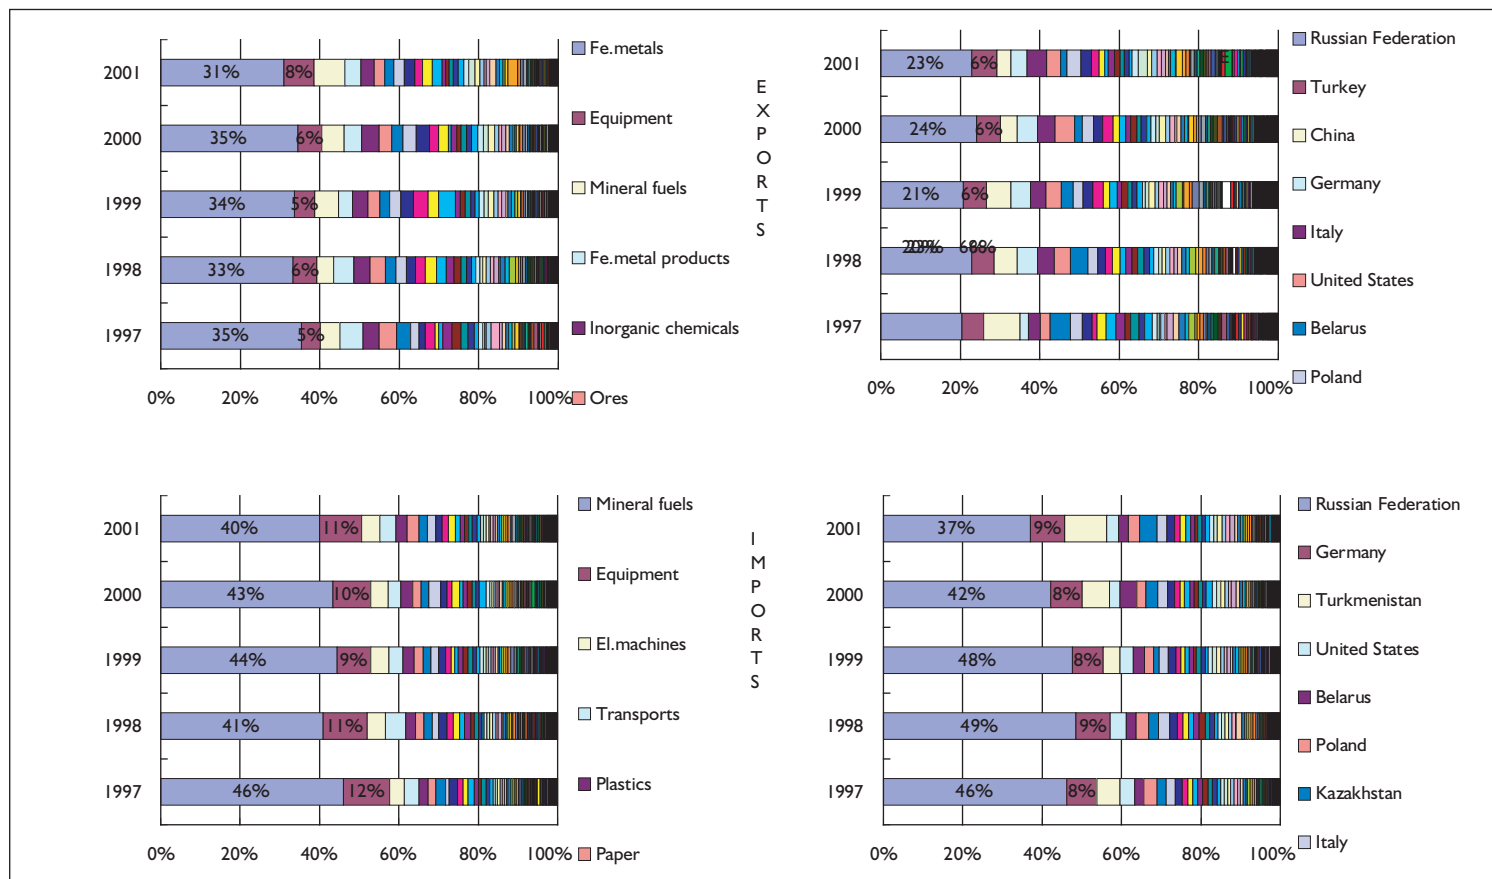 2001 31% 8%
2000 35% 6%
1999 34% 5%
1998 33% 6%
1997 35% 5%
0% 20% 40% 60% 80% 100%
Fe.metals
Equipment
Mineral fuels
Fe.metal products
Inorganic chemicals
Ores
EXPORTS
2001 23% 6%
2000 24% 6%
1999 21% 6%
1998
1997
0% 20% 40% 60% 80% 100%
Russian Federation
Turkey
China
Germany
Italy
United States
Belarus
Poland
2001 40% 11%
2000 43% 10%
1999 44% 9%
1998 41% 11%
1997 46% 12%
0% 20% 40% 60% 80% 100%
Mineral fuels
Equipment
El.machines
Transports
Plastics
Paper
IMPORTS
2001 37% 9%
2000 42% 8%
1999 48% 8%
1998 49% 9%
1997 46% 8%
0% 20% 40% 60% 80% 100%
Russian Federation
Germany
Turkmenistan
United States
Belarus
Poland
Kazakhstan
Italy